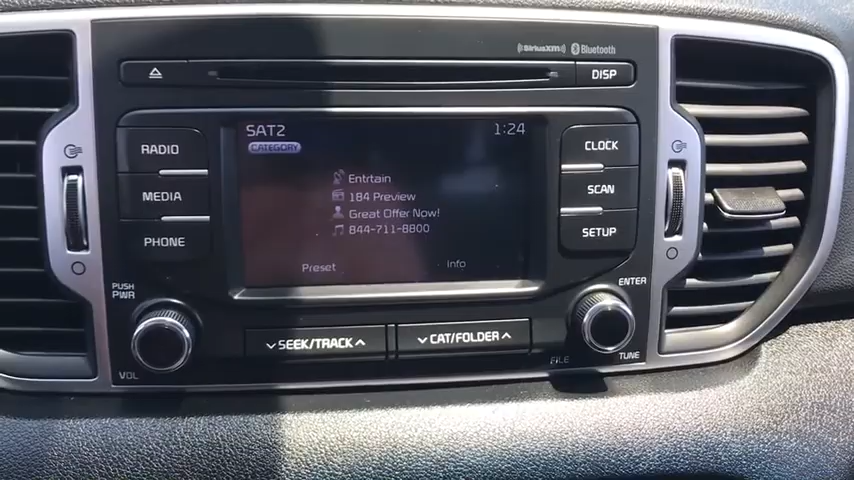 ((SiriusXM)) Bluetooth
DISP
RADIO
MEDIA
PHONE
SAT2
1:24
CATEGORY
Entrtain
184 Preview
Great Offer Now!
844-711-8800
Preset
Info
CLOCK
SCAN
SETUP
PUSH
PWR
VOL
SEEK/TRACK
CAT/FOLDER
ENTER
FILE
TUNE